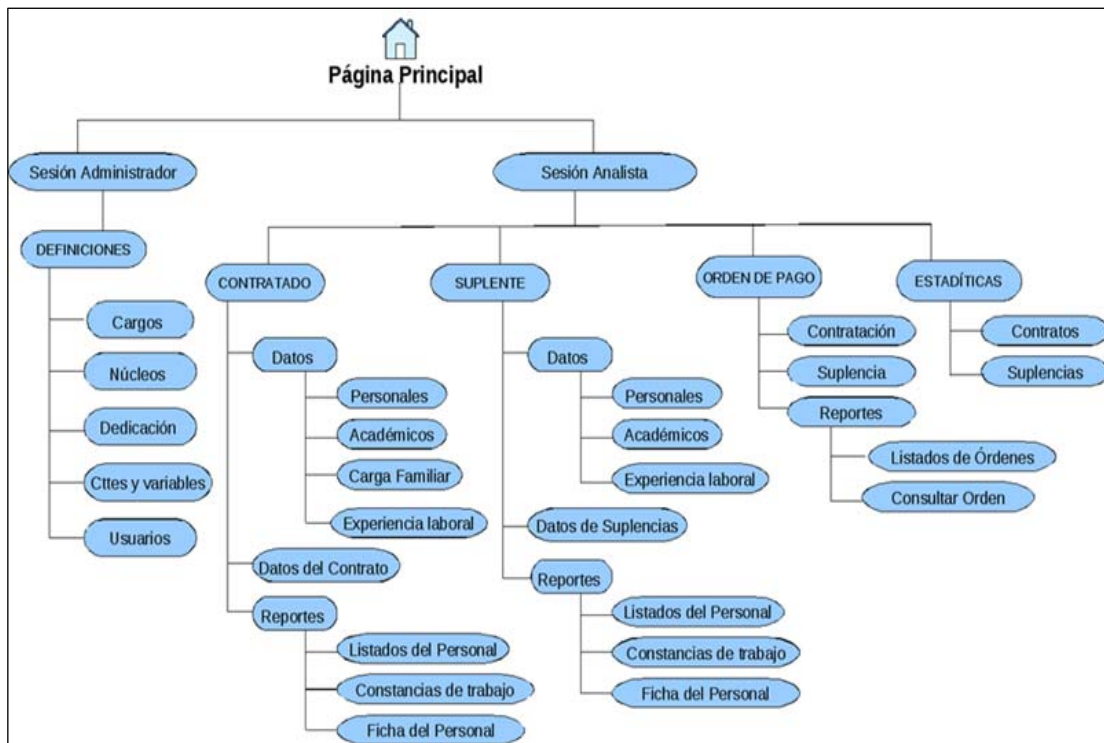 Página Principal
Sesión Administrador
Sesión Analista
DEFINICIONES
Cargos
Núcleos
Dedicación
Cttes y variables
Usuarios
CONTRATADO
Datos
Personales
Académicos
Carga Familiar
Experiencia laboral
Datos del Contrato
Reportes
Listados del Personal
Constancias de trabajo
Ficha del Personal
SUPLENTE
Datos
Personales
Académicos
Experiencia laboral
Datos de Suplencias
Reportes
Listados del Personal
Constancias de trabajo
Ficha del Personal
ORDEN DE PAGO
Contratación
Suplencia
Reportes
Listados de Órdenes
Consultar Orden
ESTADÍTICAS
Contratos
Suplencias